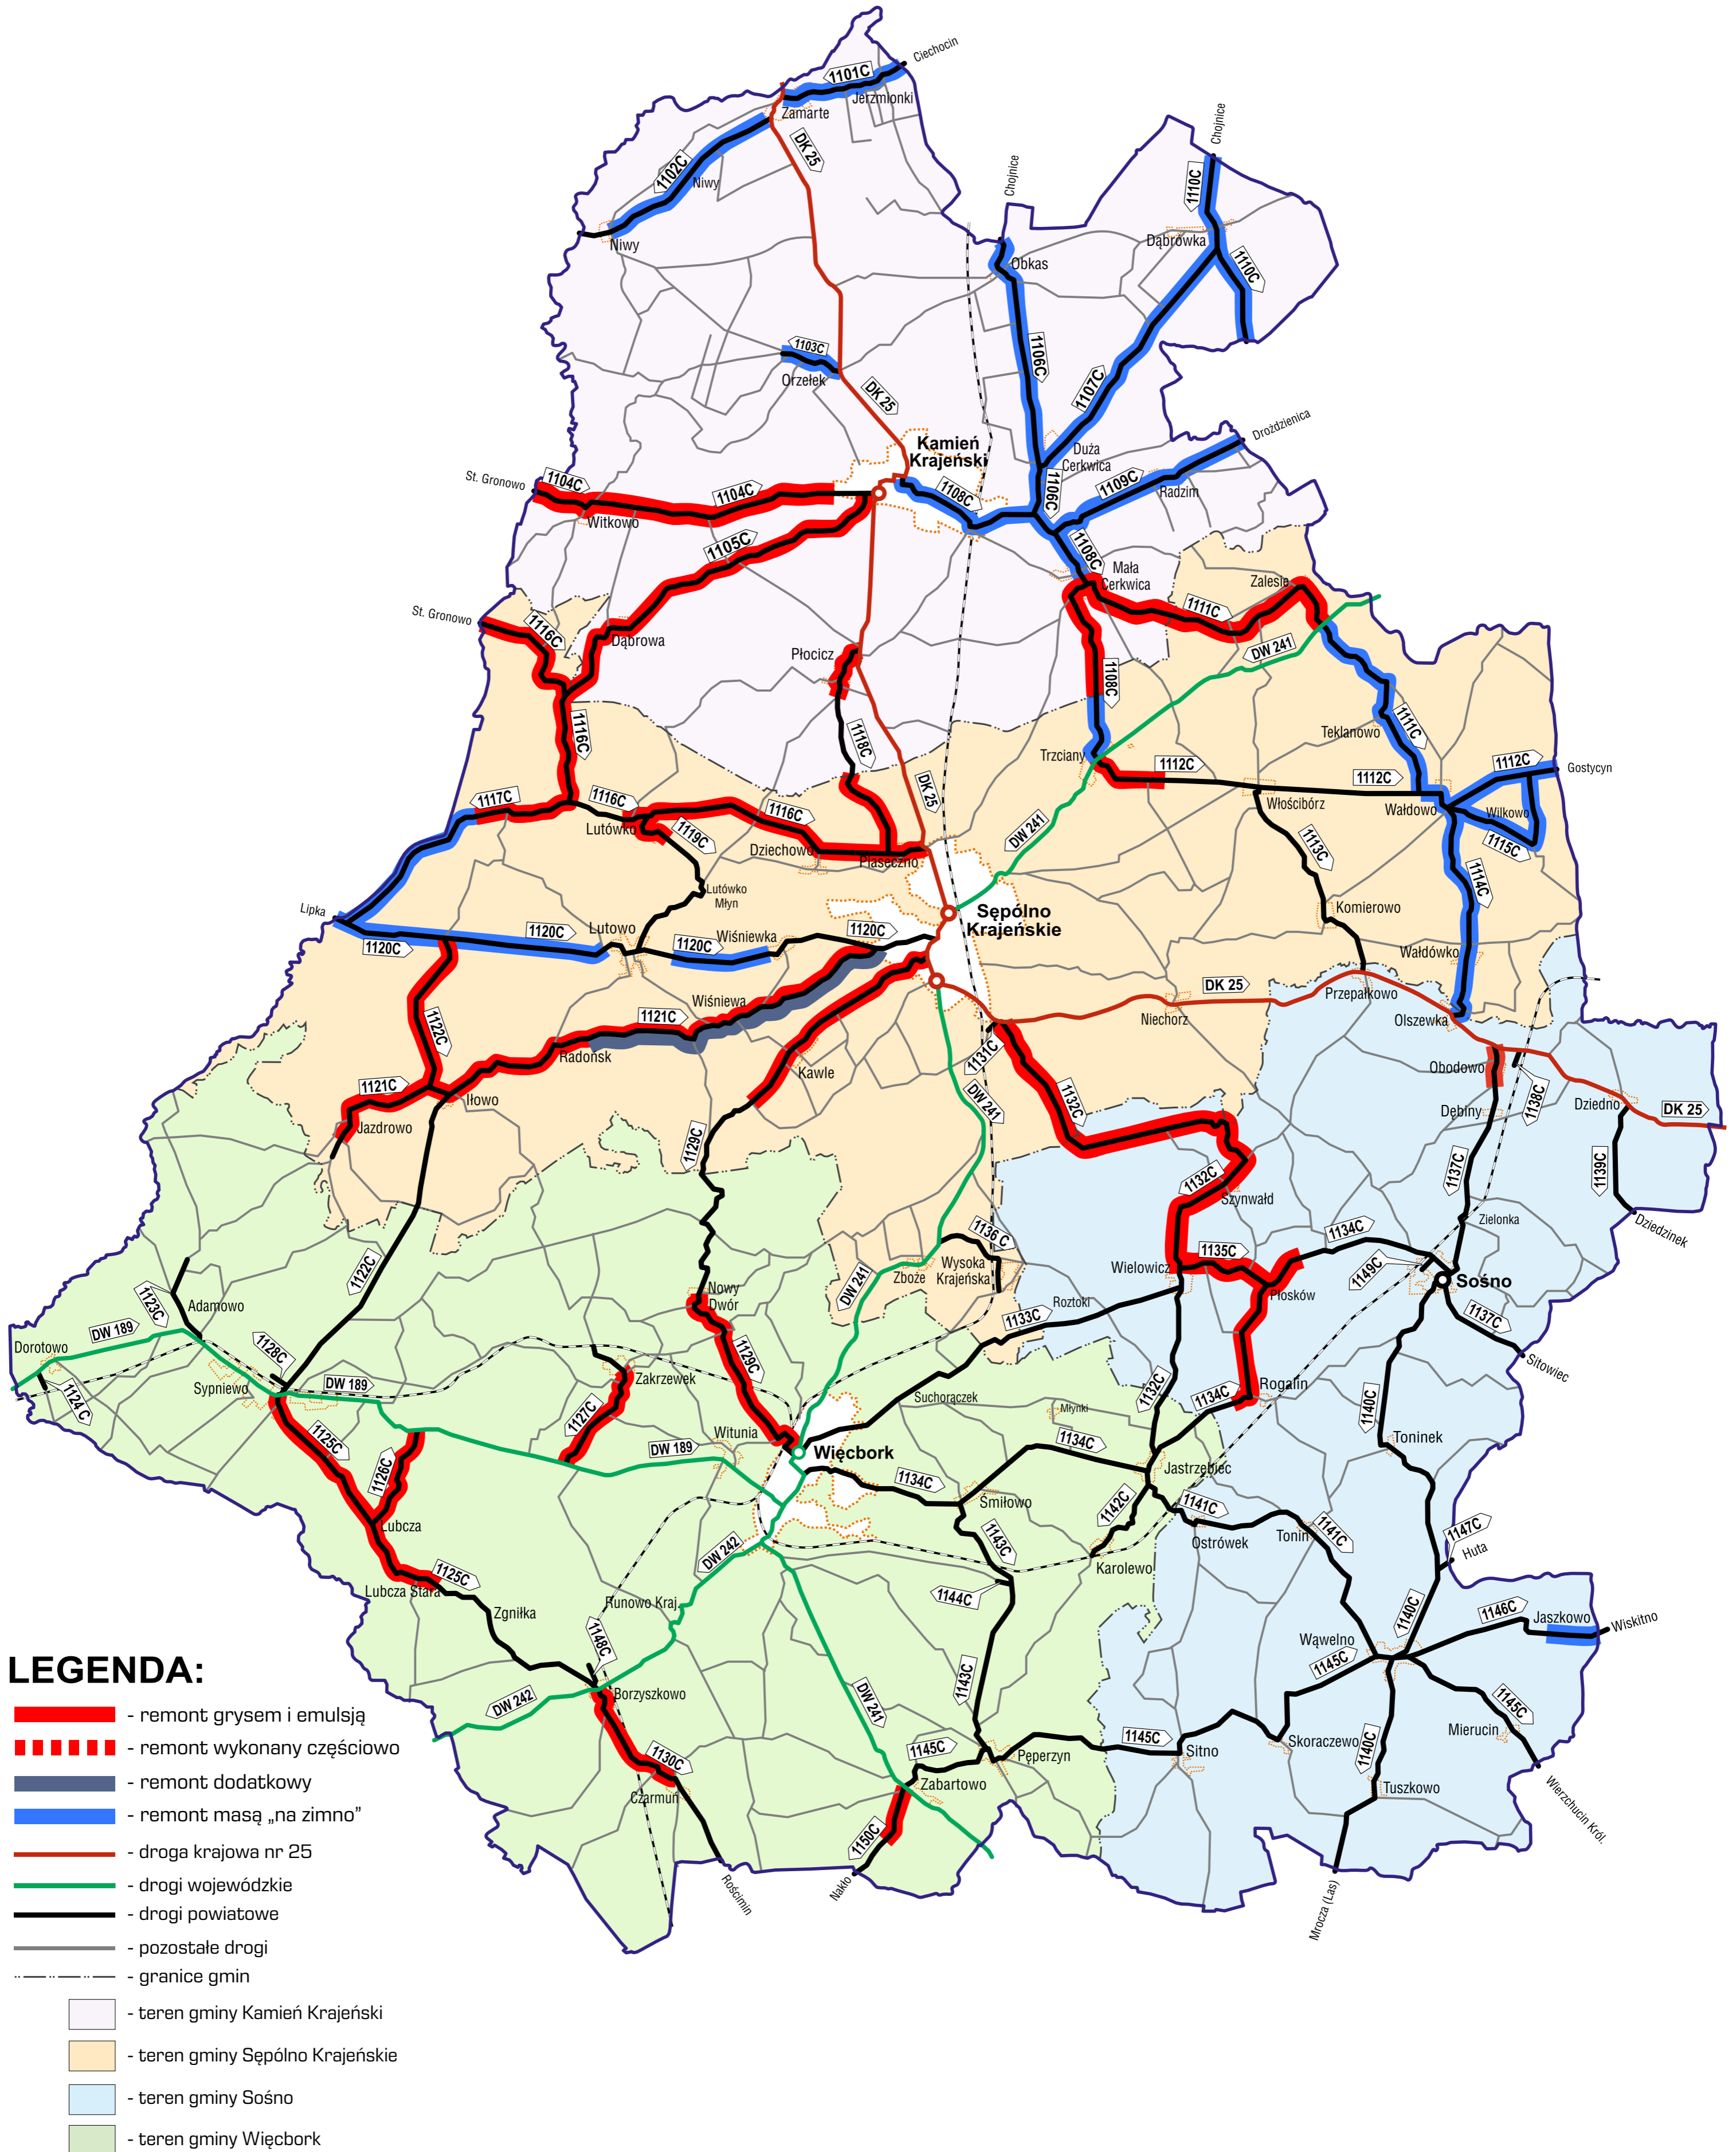 Ciechocin
1101C
Jerzmionki
Zamarte
DK 25
1102C
Niwy
Niwy
Chojnice
Chojnice
1110C
Dąbrówka
1110C
Obkas
1103C
Orzełek
1106C
1107C
DK 25
Kamień
Krajeński
Duża
Cerkwica
Drożdzienica
St. Gronowo
1104C
1104C
1108C
1106C
1109C
Radzim
Witkowo
1105C
1108C
Mała
Cerkwica
Zalesie
St. Gronowo
1116C
1111C
Dąbrowa
DW 241
Płocicz
1108C
1116C
1118C
Teklanowo
1111C
Trzciany
1112C
1112C
1112C
Gostycyn
DK 25
1117C
1116C
1116C
Włościbórz
Wałdowo
Wilkowo
Lutówko
1119C
DW 241
1113C
1115C
Dziechowo
Piaseczno
1114C
Lutówko
Młyn
Lipka
Sępólno
Krajeńskie
Komierowo
1120C
1120C
Lutowo
1120C
Wiśniewka
1120C
Wałdówko
DK 25
Przepałkowo
Wiśniewa
Niechorz
Olszewka
1122C
1121C
Radońsk
1131C
Kawle
Obodowo
1138C
1121C
Iłowo
DW 241
1132C
Dębiny
Dziedno
DK 25
Jazdrowo
1129C
1137C
1139C
1132C
Szynwałd
Dziedzinek
Zielonka
1136 C
1134C
Wysoka
Krajeńska
Zboże
1135C
Wielowicz
1149C
Sośno
1122C
DW 241
Nowy
Dwór
Roztoki
Płosków
1123C
Adamowo
1133C
1137C
DW 189
Dorotowo
1128C
1129C
Sitowiec
Zakrzewek
Sypniewo
DW 189
1124 C
1132C
1134C
Rogalin
Suchorączek
Młynki
1140C
1127C
1125C
1126C
Witunia
DW 189
Więcbork
1134C
Toninek
1134C
Jastrzębiec
Śmiłowo
1142C
1141C
Lubcza
Ostrówek
Tonin
1141C
1147C
Huta
DW 242
1143C
Karolewo
1125C
Lubcza Stara
1144C
Zgniłka
Runowo Kraj.
1148C
1140C
1146C
Jaszkowo
Wiskitno
Wąwelno
1145C
LEGENDA:
Borzyszkowo
DW 242
DW 241
1143C
1145C
- remont grysem i emulsją
Mierucin
- remont wykonany częściowo
1130C
1145C
1145C
Pęperzyn
Sitno
Skoraczewo
1140C
- remont dodatkowy
Czarmuń
Zabartowo
Tuszkowo
Wierzchucin Król.
- remont masą „na zimno”
1150C
- droga krajowa nr 25
Rościmin
Nakło
Mrocza (Las)
- drogi wojewódzkie
- drogi powiatowe
- pozostałe drogi
- granice gmin
- teren gminy Kamień Krajeński
- teren gminy Sępólno Krajeńskie
- teren gminy Sośno
- teren gminy Więcbork